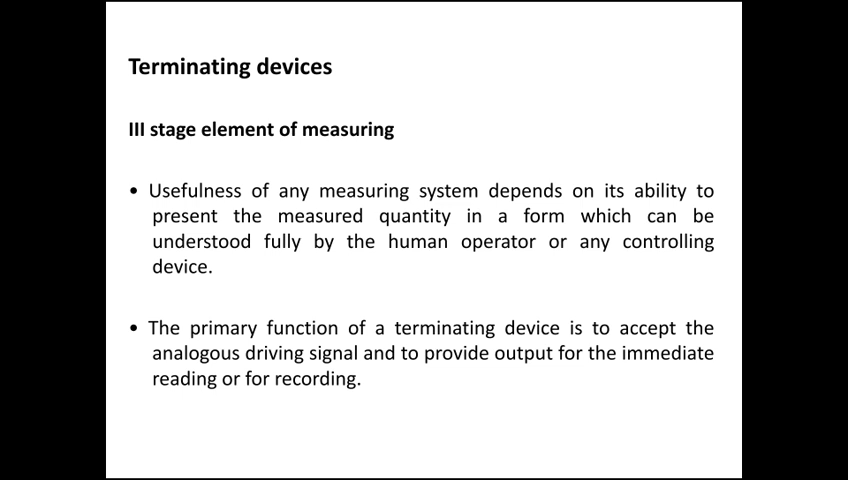 Terminating devices
III stage element of measuring
• Usefulness of any measuring system depends on its ability to
present the measured quantity in a form which can be
understood fully by the human operator or any controlling
device.
• The primary function of a terminating device is to accept the
analogous driving signal and to provide output for the immediate
reading or for recording.